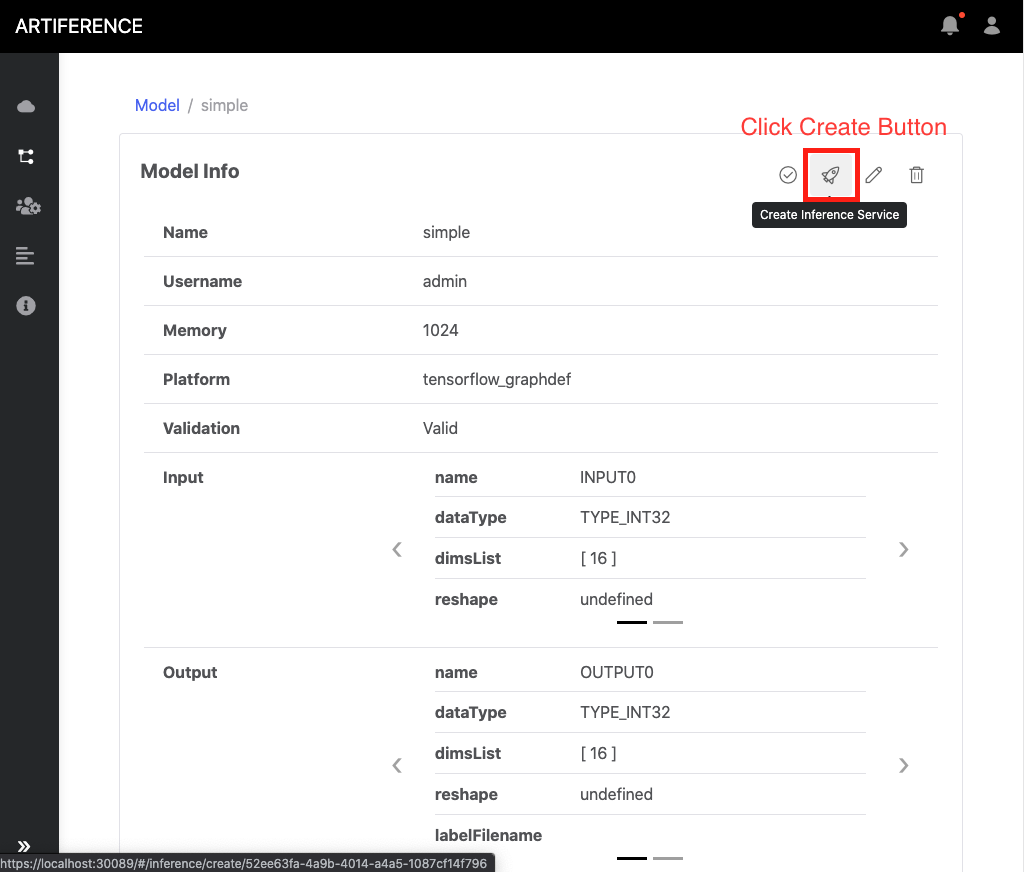 ARTIFERENCE
Model / simple
Click Create Button
Model Info
Create Inference Service
Name simple
Username admin
Memory 1024
Platform tensorflow_graphdef
Validation Valid
Input name INPUT0
dataType TYPE_INT32
dimsList [ 16 ]
reshape undefined
Output name OUTPUT0
dataType TYPE_INT32
dimsList [ 16 ]
reshape undefined
labelFilename
https://localhost:30089/#/inference/create/52ee63fa-4a9b-4014-a4a5-1087cf14f796